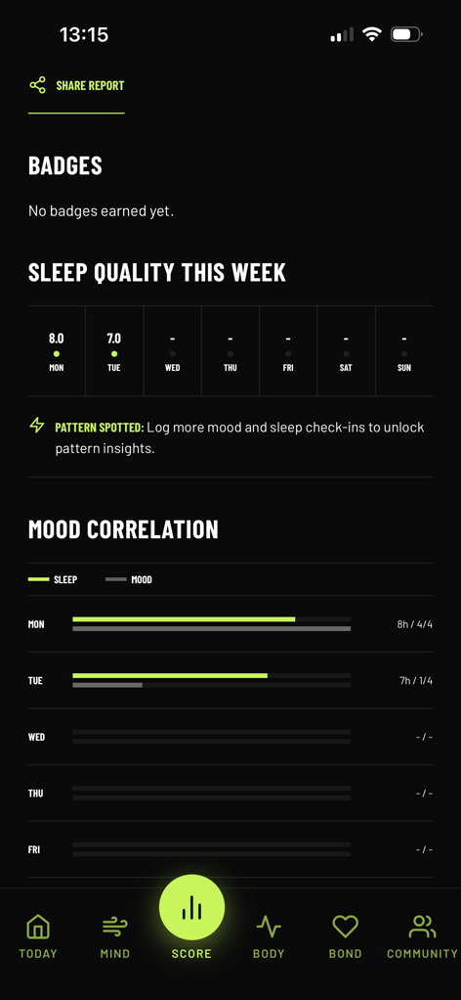 13:15
SHARE REPORT
BADGES
No badges earned yet.
SLEEP QUALITY THIS WEEK
8.0 7.0 - - - - -
MON TUE WED THU FRI SAT SUN
PATTERN SPOTTED: Log more mood and sleep check-ins to unlock
pattern insights.
MOOD CORRELATION
SLEEP MOOD
MON 8h / 4/4
TUE 7h / 1/4
WED - / -
THU - / -
FRI - / -
TODAY MIND SCORE BODY BOND COMMUNITY